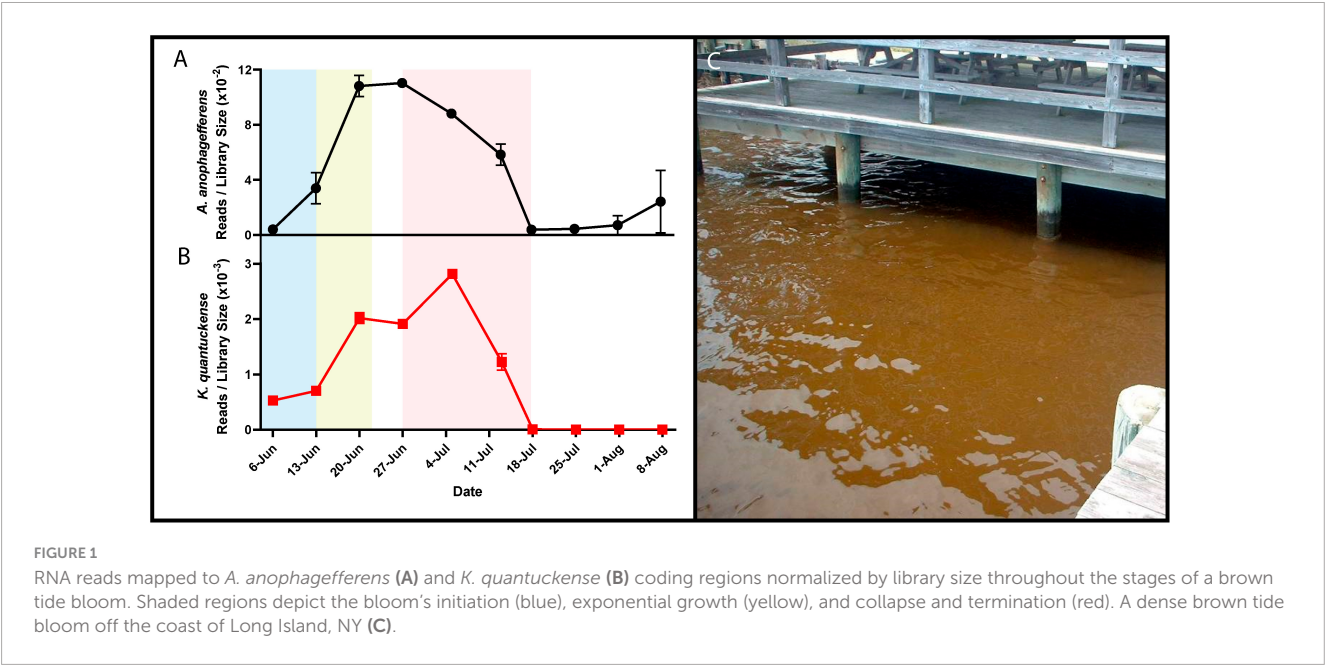 A
A. anophagefferens
Reads / Library Size (x10-2)
12
8
4
0
B
K. quantuckense
Reads / Library Size (x10-3)
3
2
1
0
6-Jun
13-Jun
20-Jun
27-Jun
4-Jul
11-Jul
18-Jul
25-Jul
1-Aug
8-Aug
Date
C
FIGURE 1
RNA reads mapped to A. anophagefferens (A) and K. quantuckense (B) coding regions normalized by library size throughout the stages of a brown
tide bloom. Shaded regions depict the bloom’s initiation (blue), exponential growth (yellow), and collapse and termination (red). A dense brown tide
bloom off the coast of Long Island, NY (C).